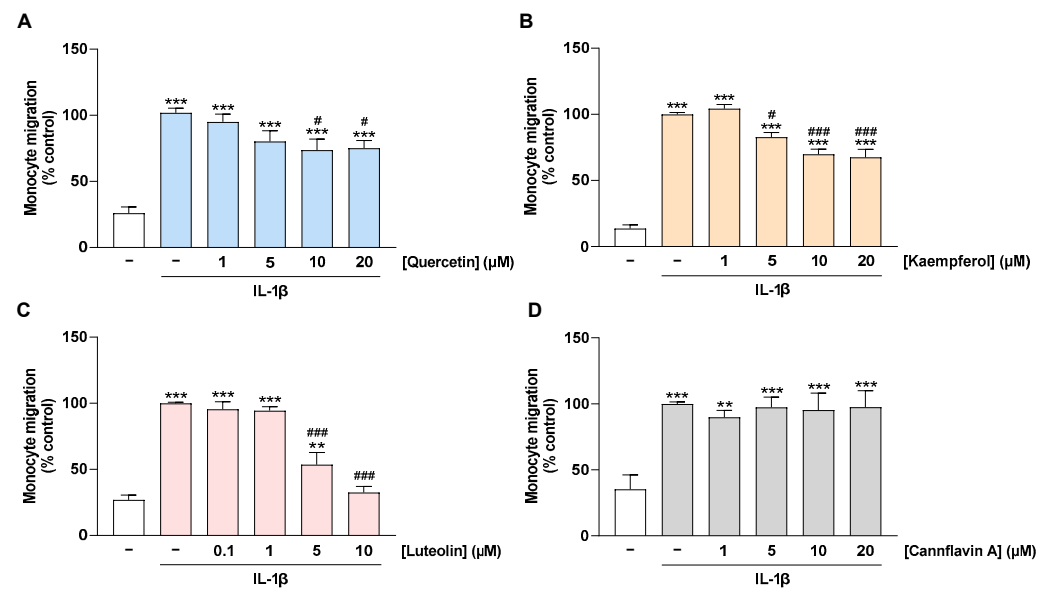 A
Monocyte migration
(% control)
150
100
50
0
***
***
***
#
***
#
***
– – 1 5 10 20 [Quercetin] (µM)
IL-1β
B
Monocyte migration
(% control)
150
100
50
0
***
***
#
***
###
***
###
***
– – 1 5 10 20 [Kaempferol] (µM)
IL-1β
C
Monocyte migration
(% control)
150
100
50
0
***
***
***
###
**
###
– – 0.1 1 5 10 [Luteolin] (µM)
IL-1β
D
Monocyte migration
(% control)
150
100
50
0
***
**
***
***
***
– – 1 5 10 20 [Cannflavin A] (µM)
IL-1β